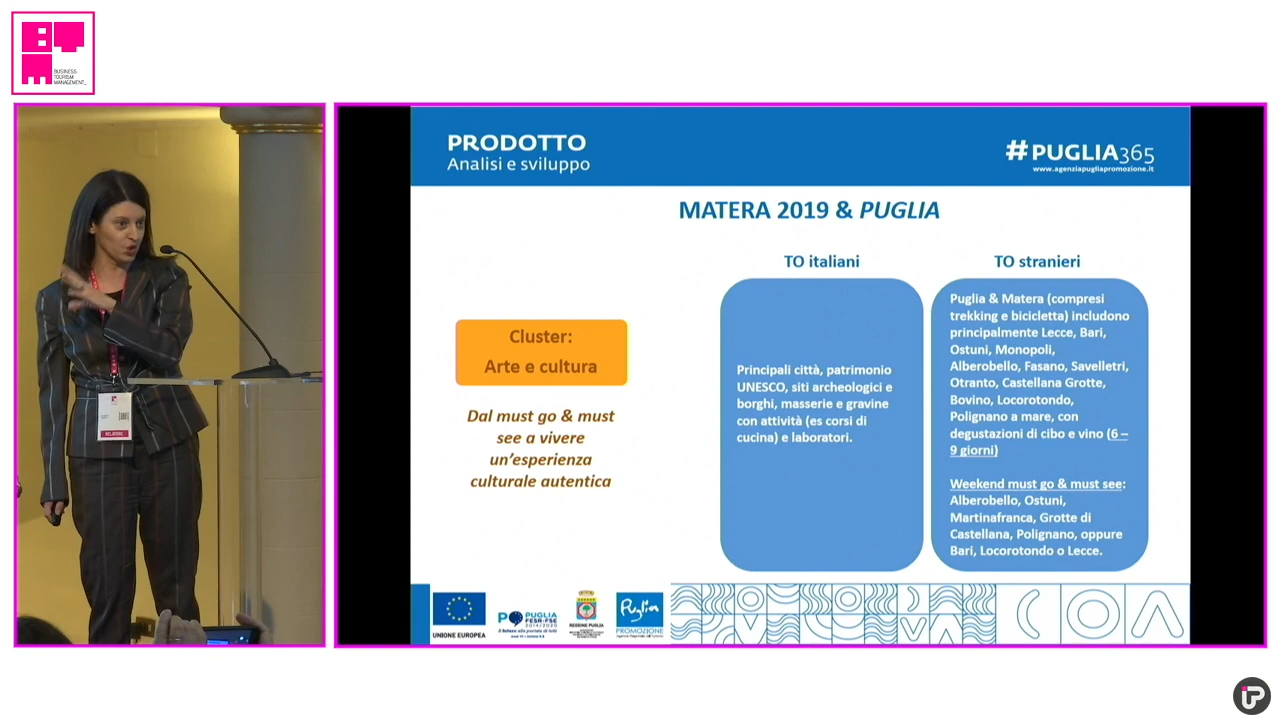 BUSINESS
TOURISM
MANAGEMENT_
RELATORE
PRODOTTO
Analisi e sviluppo
#PUGLIA365
www.agenziapugliapromozione.it
MATERA 2019 & PUGLIA
Cluster:
Arte e cultura
Dal must go & must
see a vivere
un'esperienza
culturale autentica
TO italiani
Principali città, patrimonio
UNESCO, siti archeologici e
borghi, masserie e gravine
con attività (es corsi di
cucina) e laboratori.
TO stranieri
Puglia & Matera (compresi
trekking e bicicletta) includono
principalmente Lecce, Bari,
Ostuni, Monopoli,
Alberobello, Fasano, Savelletri,
Otranto, Castellana Grotte,
Bovino, Locorotondo,
Polignano a mare, con
degustazioni di cibo e vino (6 –
9 giorni)
Weekend must go & must see:
Alberobello, Ostuni,
Martinafranca, Grotte di
Castellana, Polignano, oppure
Bari, Locorotondo o Lecce.
UNIONE EUROPEA
PUGLIA
FESR-FSE
2014/2020
REGIONE PUGLIA
Puglia
PROMOZIONE